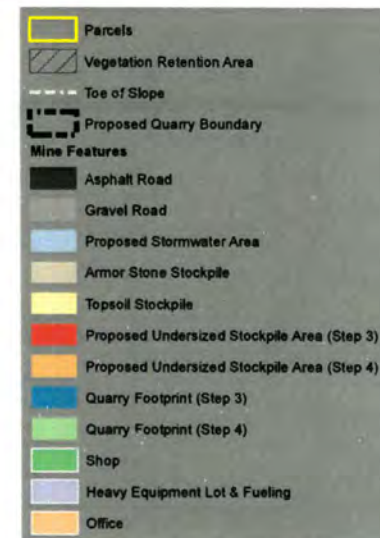 Parcels
Vegetation Retention Area
Toe of Slope
Proposed Quarry Boundary
Mine Features
Asphalt Road
Gravel Road
Proposed Stormwater Area
Armor Stone Stockpile
Topsoil Stockpile
Proposed Undersized Stockpile Area (Step 3)
Proposed Undersized Stockpile Area (Step 4)
Quarry Footprint (Step 3)
Quarry Footprint (Step 4)
Shop
Heavy Equipment Lot & Fueling
Office